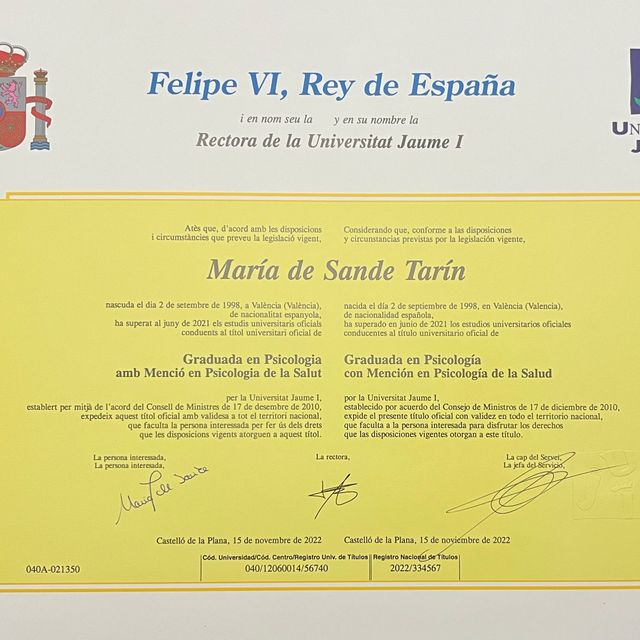 Felipe VI, Rey de España
i en nom seu la y en su nombre la
Rectora de la Universitat Jaume I
UN
J
Atès que, d'acord amb les disposicions
i circumstàncies que preveu la legislació vigent,
Considerando que, conforme a las disposiciones
y circunstancias previstas por la legislación vigente,
María de Sande Tarín
nascuda el dia 2 de setembre de 1998, a València (València),
de nacionalitat espanyola,
ha superat al juny de 2021 els estudis universitaris oficials
conduents al títol universitari oficial de
nacida el día 2 de septiembre de 1998, en València (Valencia),
de nacionalidad española,
ha superado en junio de 2021 los estudios universitarios oficiales
conducentes al título universitario oficial de
Graduada en Psicologia
amb Menció en Psicologia de la Salut
Graduada en Psicología
con Mención en Psicología de la Salud
per la Universitat Jaume I,
establert per mitjà de l'acord del Consell de Ministres de 17 de desembre de 2010,
expedeix aquest títol oficial amb validesa a tot el territori nacional,
que faculta la persona interessada per fer ús dels drets
que les disposicions vigents atorguen a aquest títol.
por la Universitat Jaume I,
establecido por acuerdo del Consejo de Ministros de 17 de diciembre de 2010,
expide el presente título oficial con validez en todo el territorio nacional,
que faculta a la persona interesada para disfrutar los derechos
que las disposiciones vigentes otorgan a este título.
La persona interessada,
La persona interesada,
La rectora,
La cap del Servei,
La jefa del Servicio,
María de Sande
Castelló de la Plana, 15 de novembre de 2022
Castelló de la Plana, 15 de noviembre de 2022
040A-021350
Cód. Universidad/Cód. Centro/Registro Univ. de Títulos
040/12060014/56740
Registro Nacional de Títulos
2022/334567